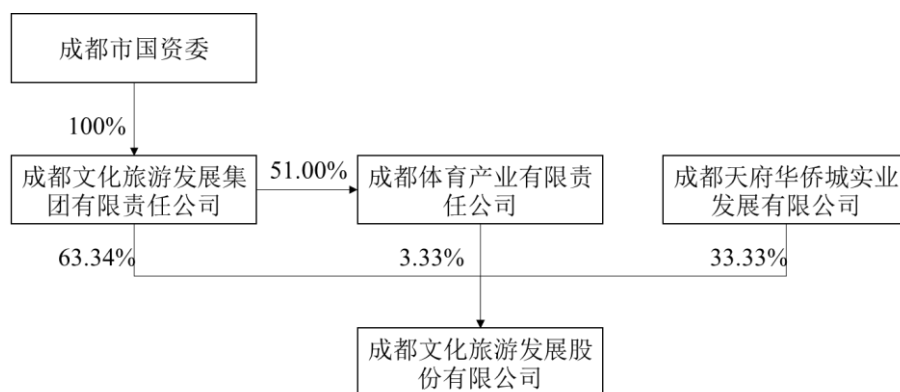 成都市国资委
100%
成都文化旅游发展集
团有限责任公司
51.00%
成都体育产业有限责
任公司
成都天府华侨城实业
发展有限公司
63.34%
3.33%
33.33%
成都文化旅游发展股
份有限公司